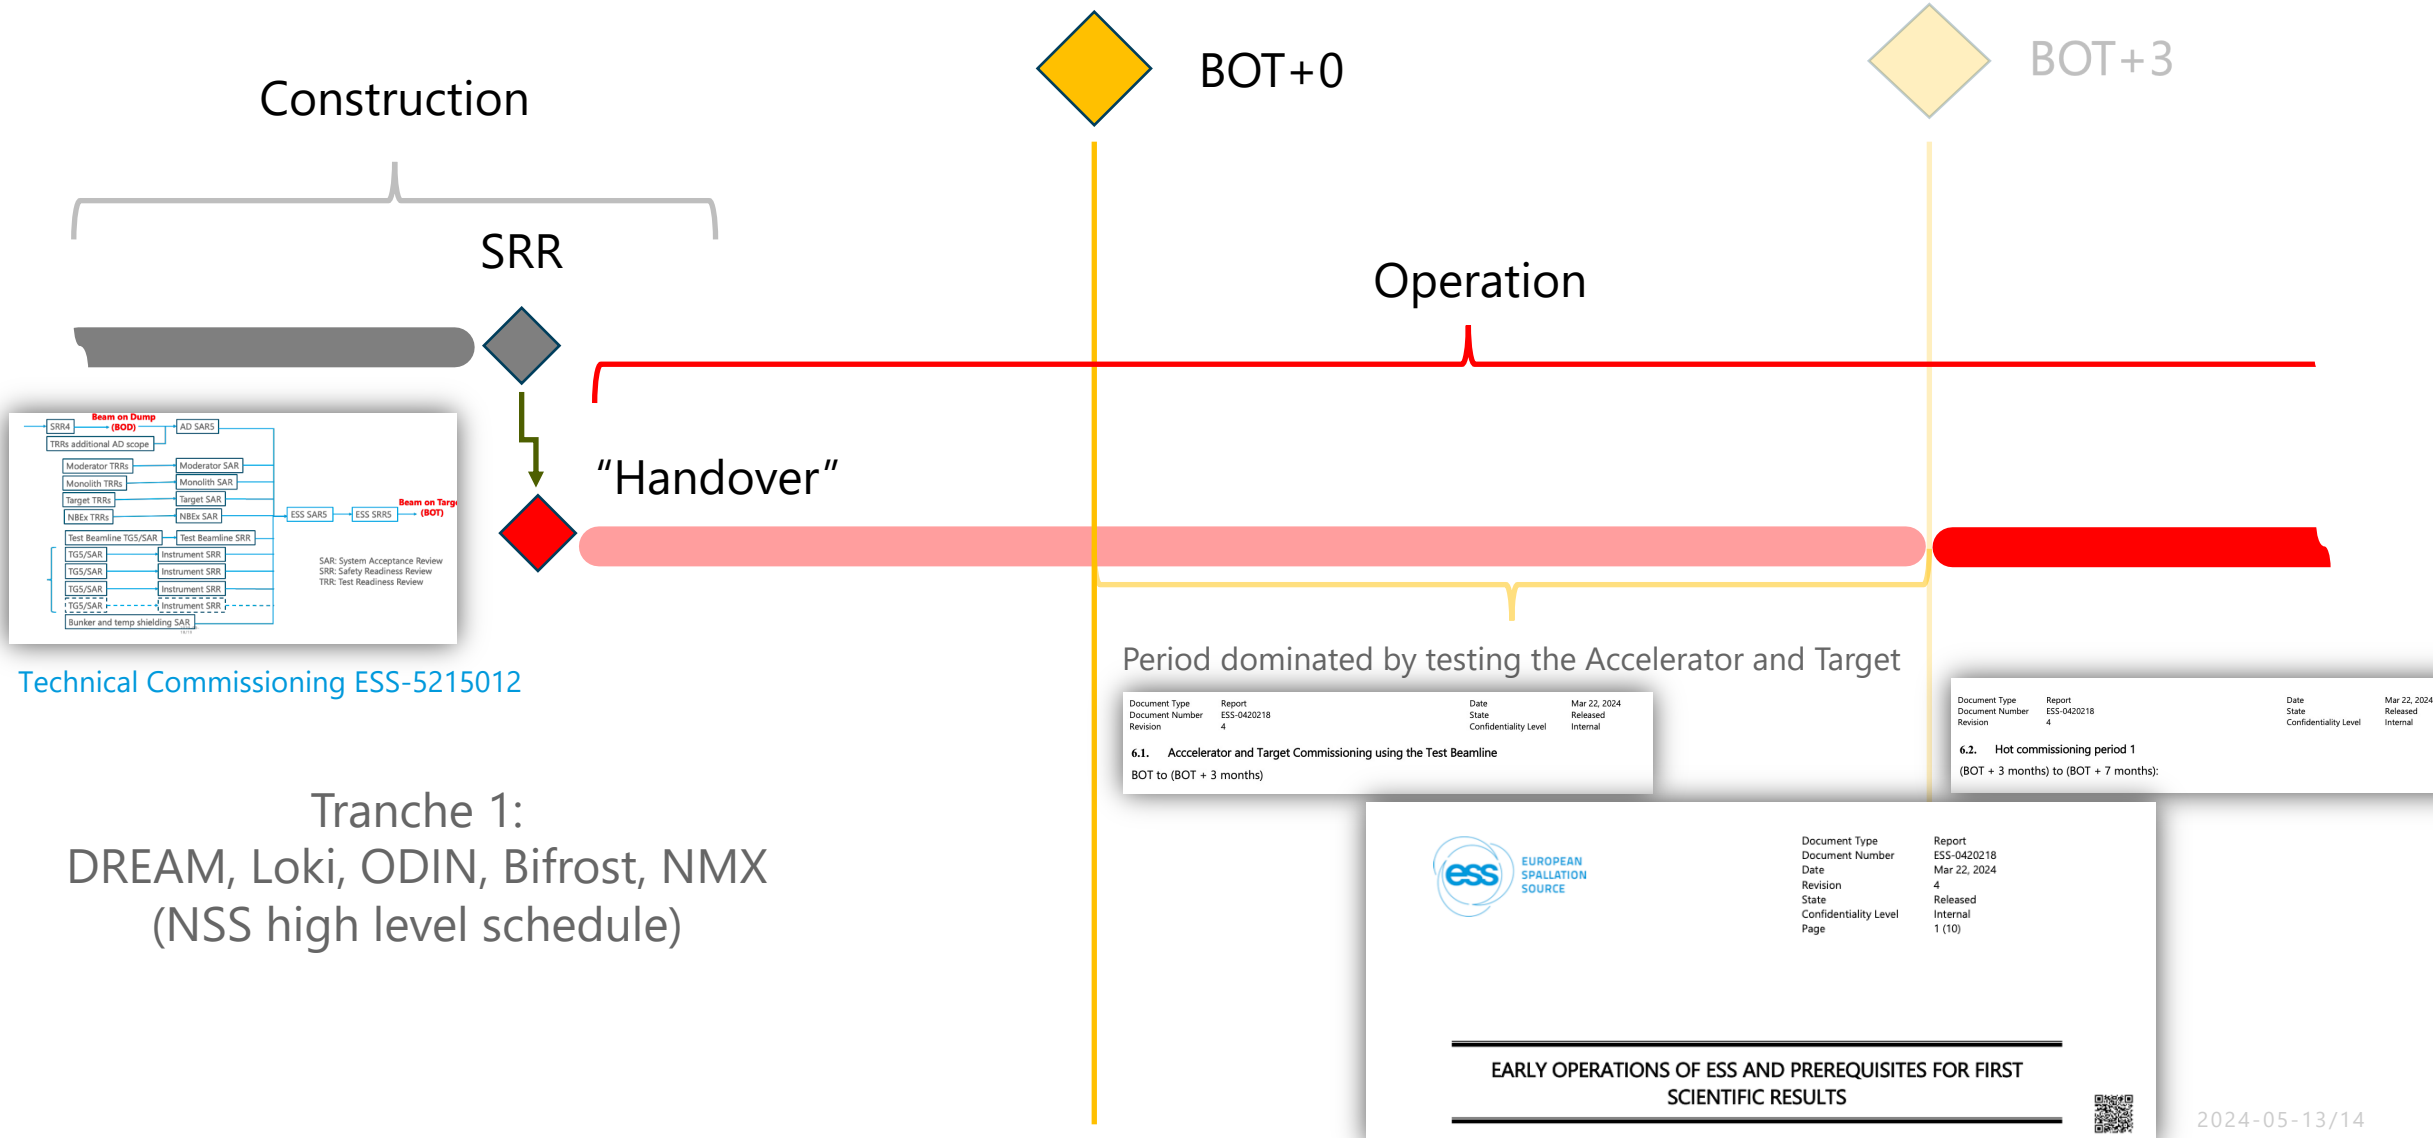 Construction
BOT+0
BOT+3
SRR
Operation
“Handover”
Beam on Dump
(BOD)
SRR4
AD SAR5
TRRs additional AD scope
Moderator TRRs
Moderator SAR
Monolith TRRs
Monolith SAR
Target TRRs
Target SAR
NBEx TRRs
NBEx SAR
ESS SAR5
ESS SRR5
Beam on Targe
(BOT)
Test Beamline TG5/SAR
Test Beamline SRR
TG5/SAR
Instrument SRR
TG5/SAR
Instrument SRR
TG5/SAR
Instrument SRR
TG5/SAR
Instrument SRR
Bunker and temp shielding SAR
SAR: System Acceptance Review
SRR: Safety Readiness Review
TRR: Test Readiness Review
Technical Commissioning ESS-5215012
Tranche 1:
DREAM, Loki, ODIN, Bifrost, NMX
(NSS high level schedule)
Period dominated by testing the Accelerator and Target
Document Type Report Date Mar 22, 2024
Document Number ESS-0420218 State Released
Revision 4 Confidentiality Level Internal
6.1. Acccelerator and Target Commissioning using the Test Beamline
BOT to (BOT + 3 months)
Document Type Report Date Mar 22, 2024
Document Number ESS-0420218 State Released
Revision 4 Confidentiality Level Internal
6.2. Hot commissioning period 1
(BOT + 3 months) to (BOT + 7 months):
ess
EUROPEAN
SPALLATION
SOURCE
Document Type Report
Document Number ESS-0420218
Date Mar 22, 2024
Revision 4
State Released
Confidentiality Level Internal
Page 1 (10)
EARLY OPERATIONS OF ESS AND PREREQUISITES FOR FIRST
SCIENTIFIC RESULTS
2024-05-13/14